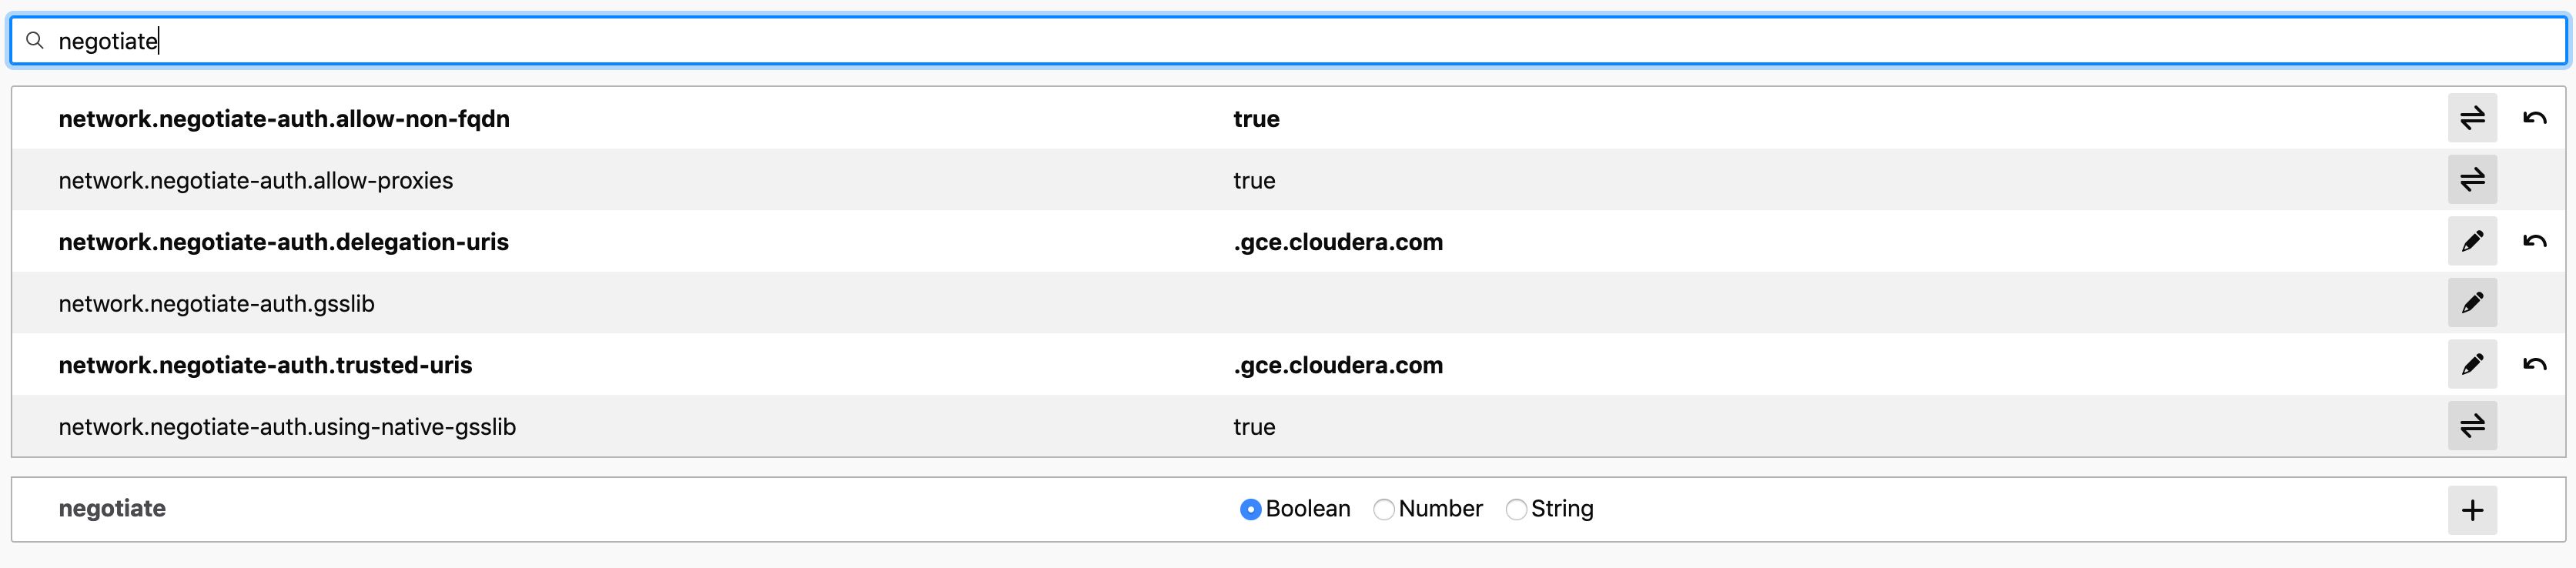 negotiate
network.negotiate-auth.allow-non-fqdn true
network.negotiate-auth.allow-proxies true
network.negotiate-auth.delegation-uris .gce.cloudera.com
network.negotiate-auth.gsslib
network.negotiate-auth.trusted-uris .gce.cloudera.com
network.negotiate-auth.using-native-gsslib true
negotiate Boolean Number String